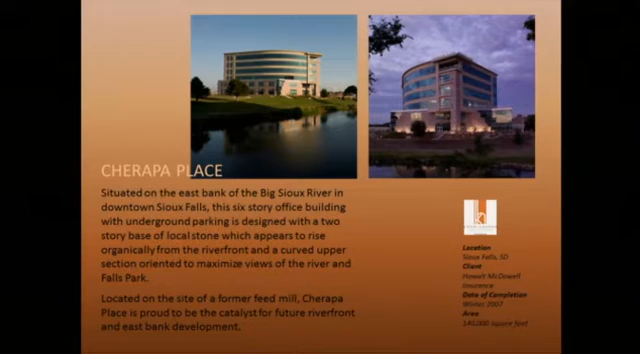 CHERAPA PLACE
Situated on the east bank of the Big Sioux River in
downtown Sioux Falls, this six story office building
with underground parking is designed with a two
story base of local stone which appears to rise
organically from the riverfront and a curved upper
section oriented to maximize views of the river and
Falls Park.
Located on the site of a former feed mill, Cherapa
Place is proud to be the catalyst for future riverfront
and east bank development.
Location
Sioux Falls, SD
Client
Howalt McDowell
Insurance
Date of Completion
Winter 2007
Area
140,000 square feet